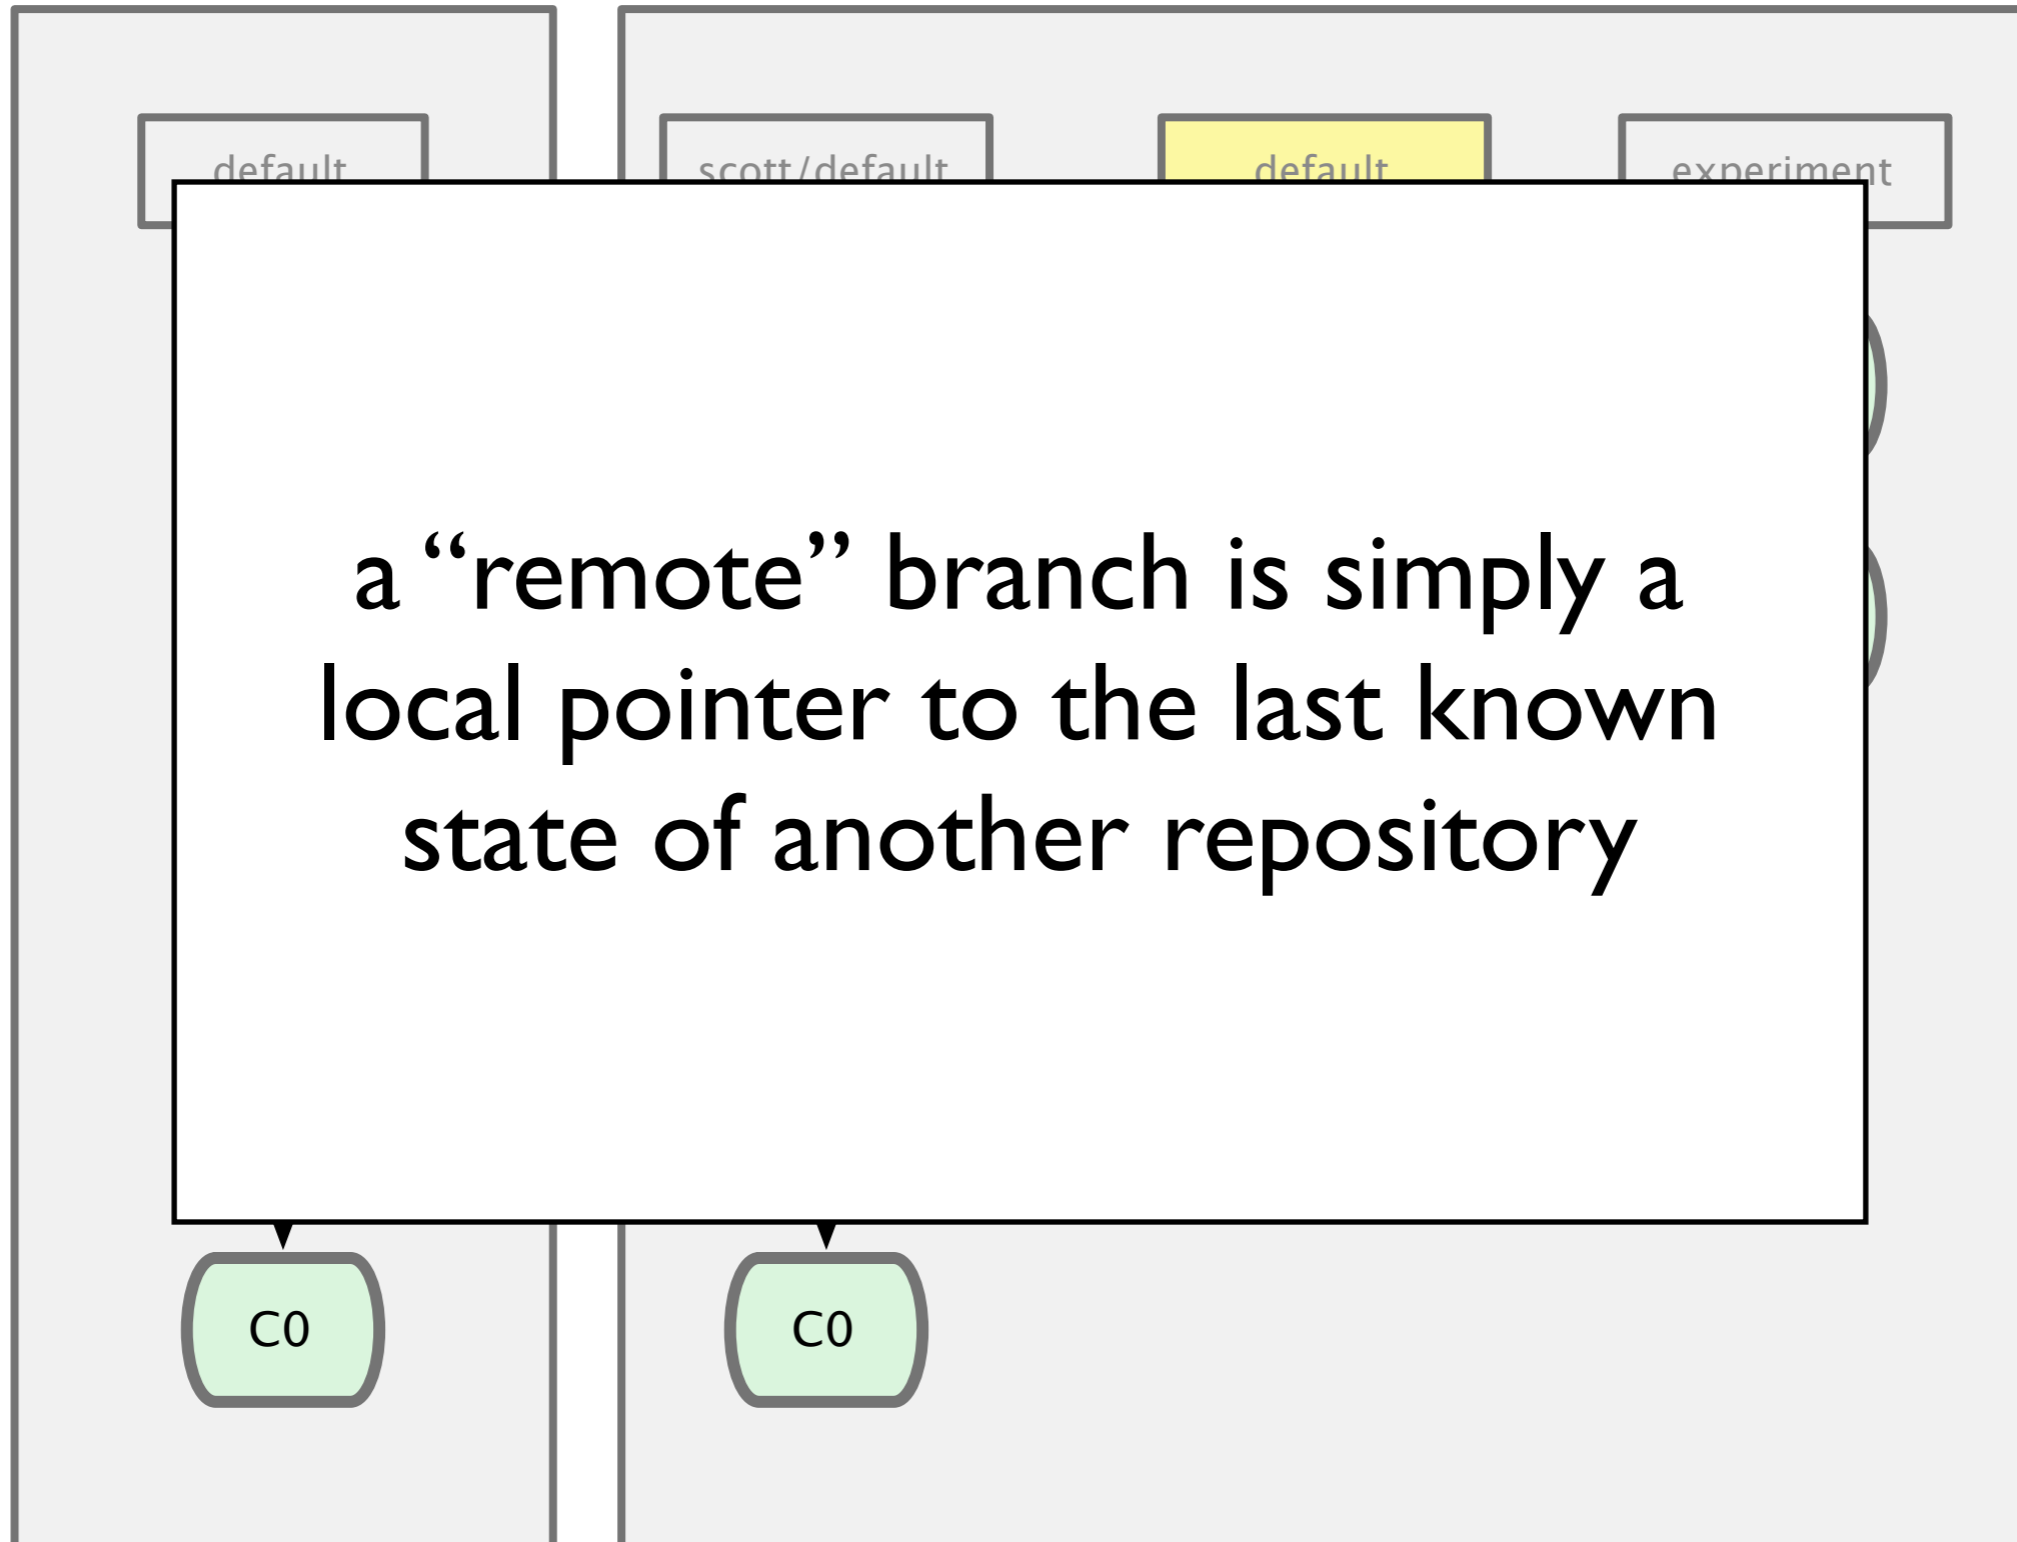 default
scott/default
default
experiment
a “remote” branch is simply a
local pointer to the last known
state of another repository
C0
C0